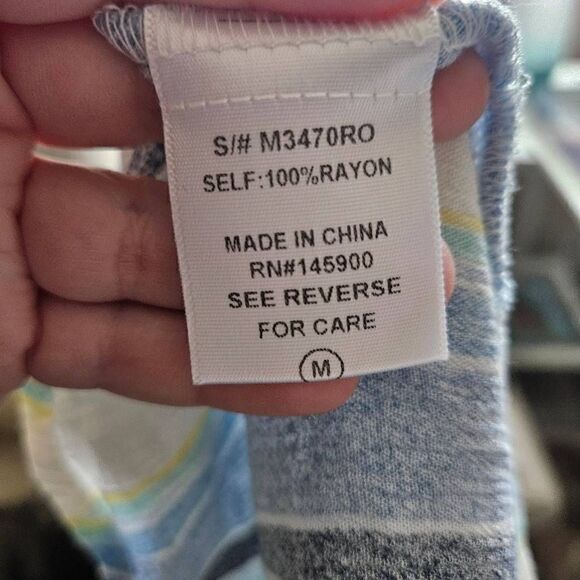 S/# M3470RO
SELF:100%RAYON
MADE IN CHINA
RN#145900
SEE REVERSE
FOR CARE
M